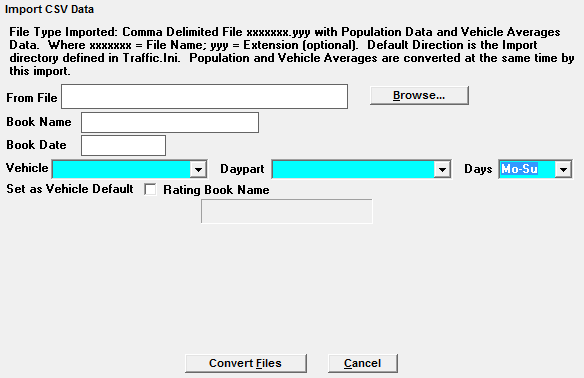 Import CSV Data
File Type Imported: Comma Delimited File xxxxxxx.yyy with Population Data and Vehicle Averages
Data. Where xxxxxxx = File Name; yyy = Extension (optional). Default Direction is the Import
directory defined in Traffic.Ini. Population and Vehicle Averages are converted at the same time by
this import.
From File Browse...
Book Name
Book Date
Vehicle Daypart Days Mo-Su
Set as Vehicle Default Rating Book Name
Convert Files Cancel